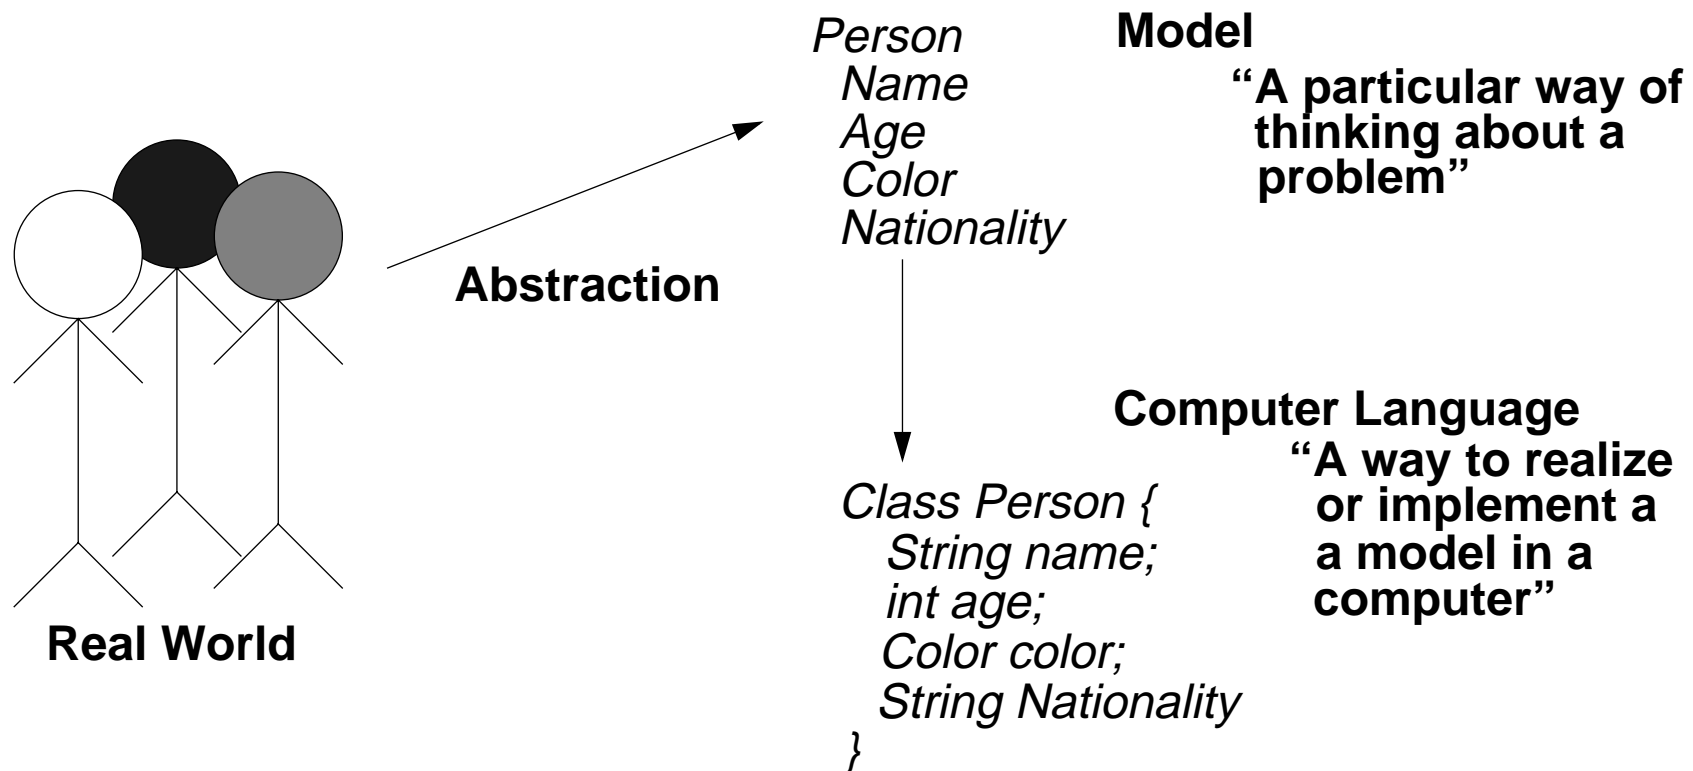 Person
Name
Age
Color
Nationality
Model
“A particular way of
thinking about a
problem”
Abstraction
Real World
Computer Language
“A way to realize
or implement a
a model in a
computer”
Class Person {
String name;
int age;
Color color;
String Nationality
}